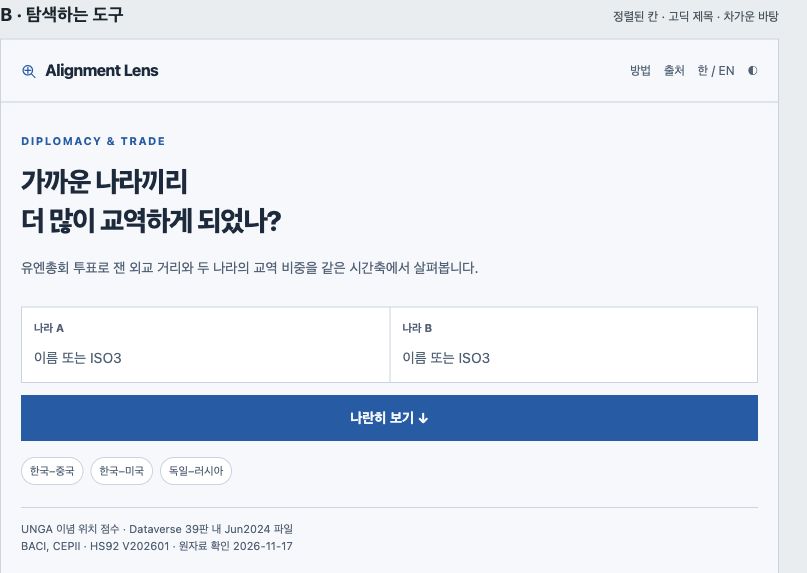 B · 탐색하는 도구
정렬된 칸 · 고딕 제목 · 차가운 바탕
Alignment Lens
방법 출처 한 / EN
DIPLOMACY & TRADE
가까운 나라끼리
더 많이 교역하게 되었나?
유엔총회 투표로 잰 외교 거리와 두 나라의 교역 비중을 같은 시간축에서 살펴봅니다.
나라 A
이름 또는 ISO3
나라 B
이름 또는 ISO3
나란히 보기 ↓
한국–중국 한국–미국 독일–러시아
UNGA 이념 위치 점수 · Dataverse 39판 내 Jun2024 파일
BACI, CEPII · HS92 V202601 · 원자료 확인 2026-11-17